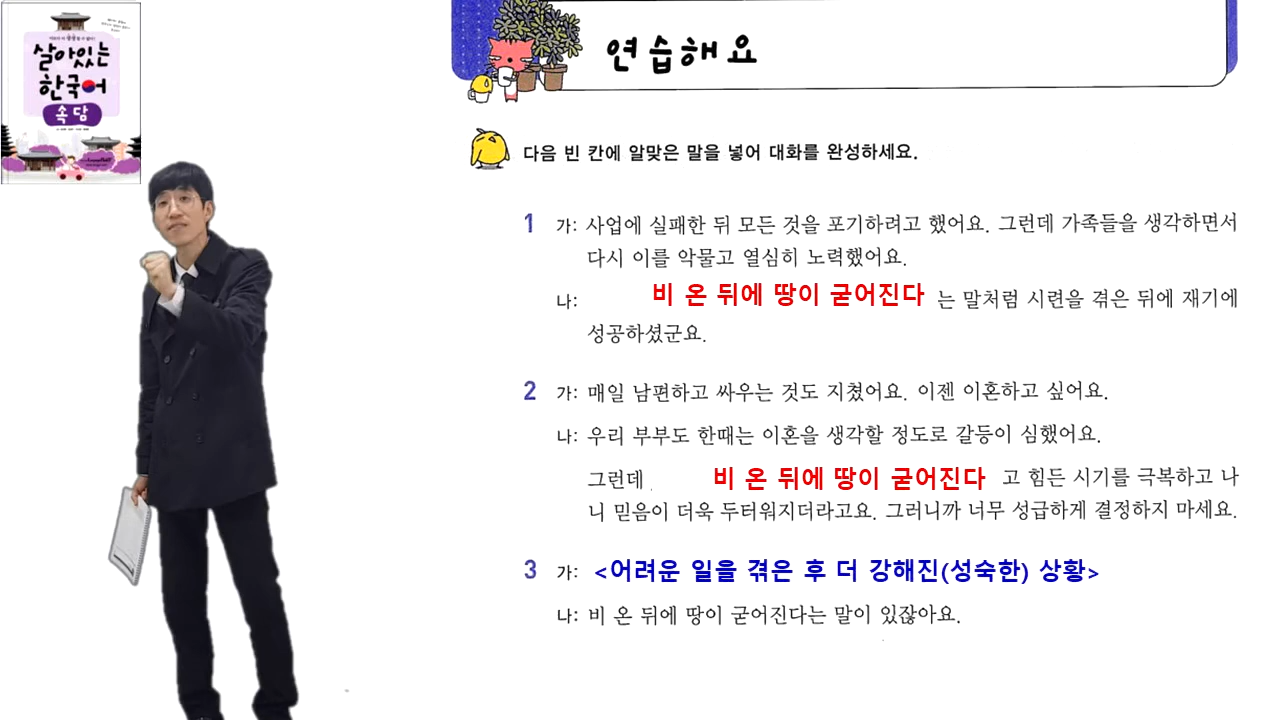 살아있는
한국어
속담
연습해요
다음 빈 칸에 알맞은 말을 넣어 대화를 완성하세요.
1 가: 사업에 실패한 뒤 모든 것을 포기하려고 했어요. 그런데 가족들을 생각하면서
다시 이를 악물고 열심히 노력했어요.
나: 비 온 뒤에 땅이 굳어진다 는 말처럼 시련을 겪은 뒤에 재기에
성공하셨군요.
2 가: 매일 남편하고 싸우는 것도 지쳤어요. 이젠 이혼하고 싶어요.
나: 우리 부부도 한때는 이혼을 생각할 정도로 갈등이 심했어요.
그런데 비 온 뒤에 땅이 굳어진다 고 힘든 시기를 극복하고 나
니 믿음이 더욱 두터워지더라고요. 그러니까 너무 성급하게 결정하지 마세요.
3 가: <어려운 일을 겪은 후 더 강해진(성숙한) 상황>
나: 비 온 뒤에 땅이 굳어진다는 말이 있잖아요.